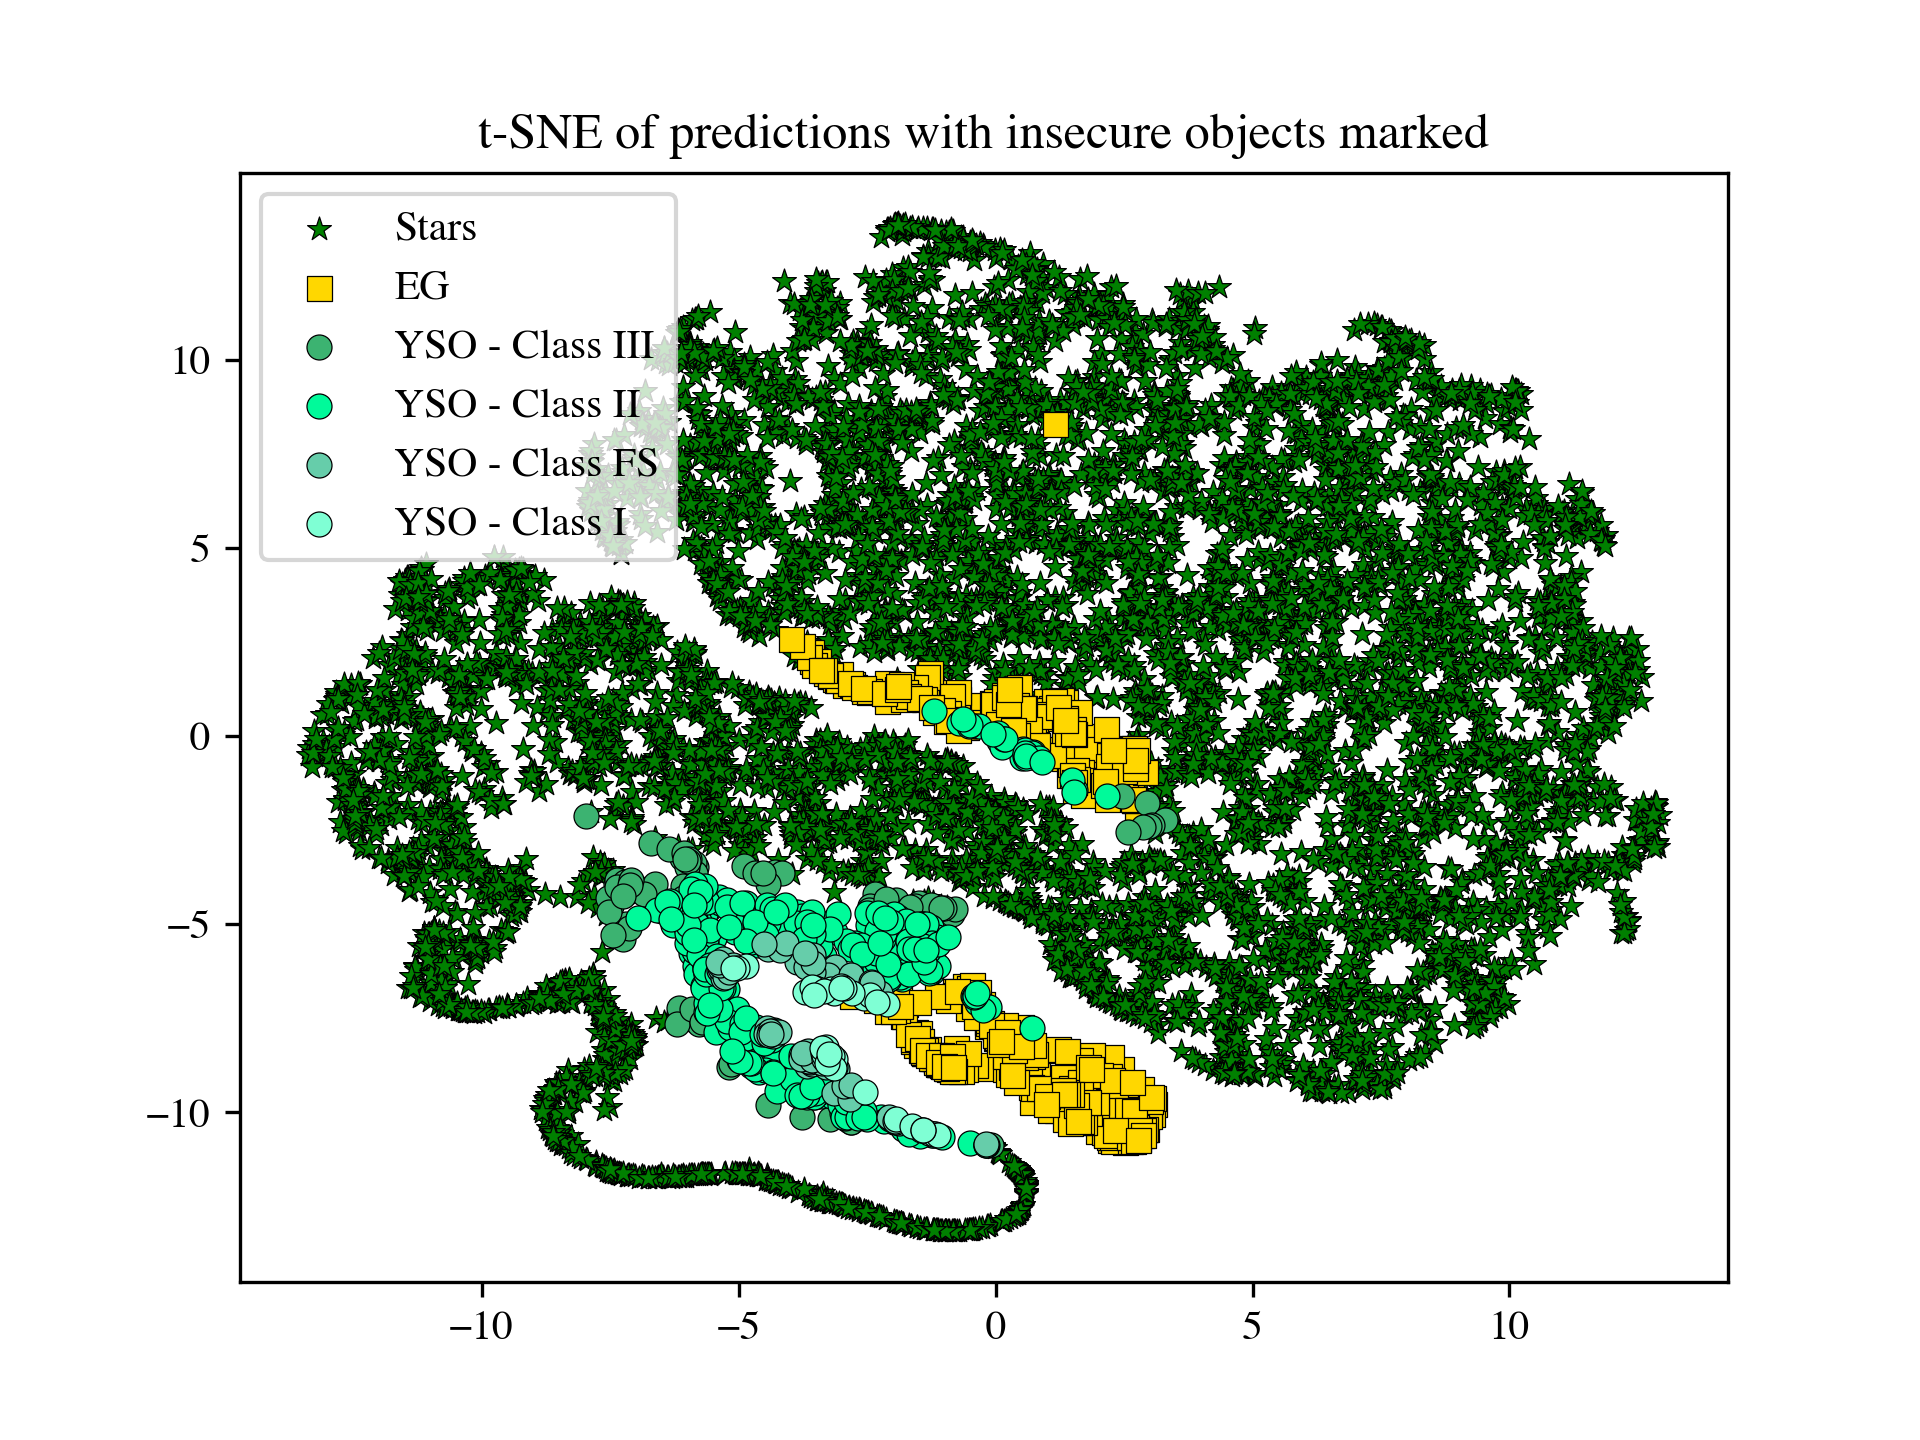 t-SNE of predictions with insecure objects marked
Stars
EG
YSO - Class III
YSO - Class II
YSO - Class FS
YSO - Class I
10
5
0
−5
−10
−10 −5 0 5 10